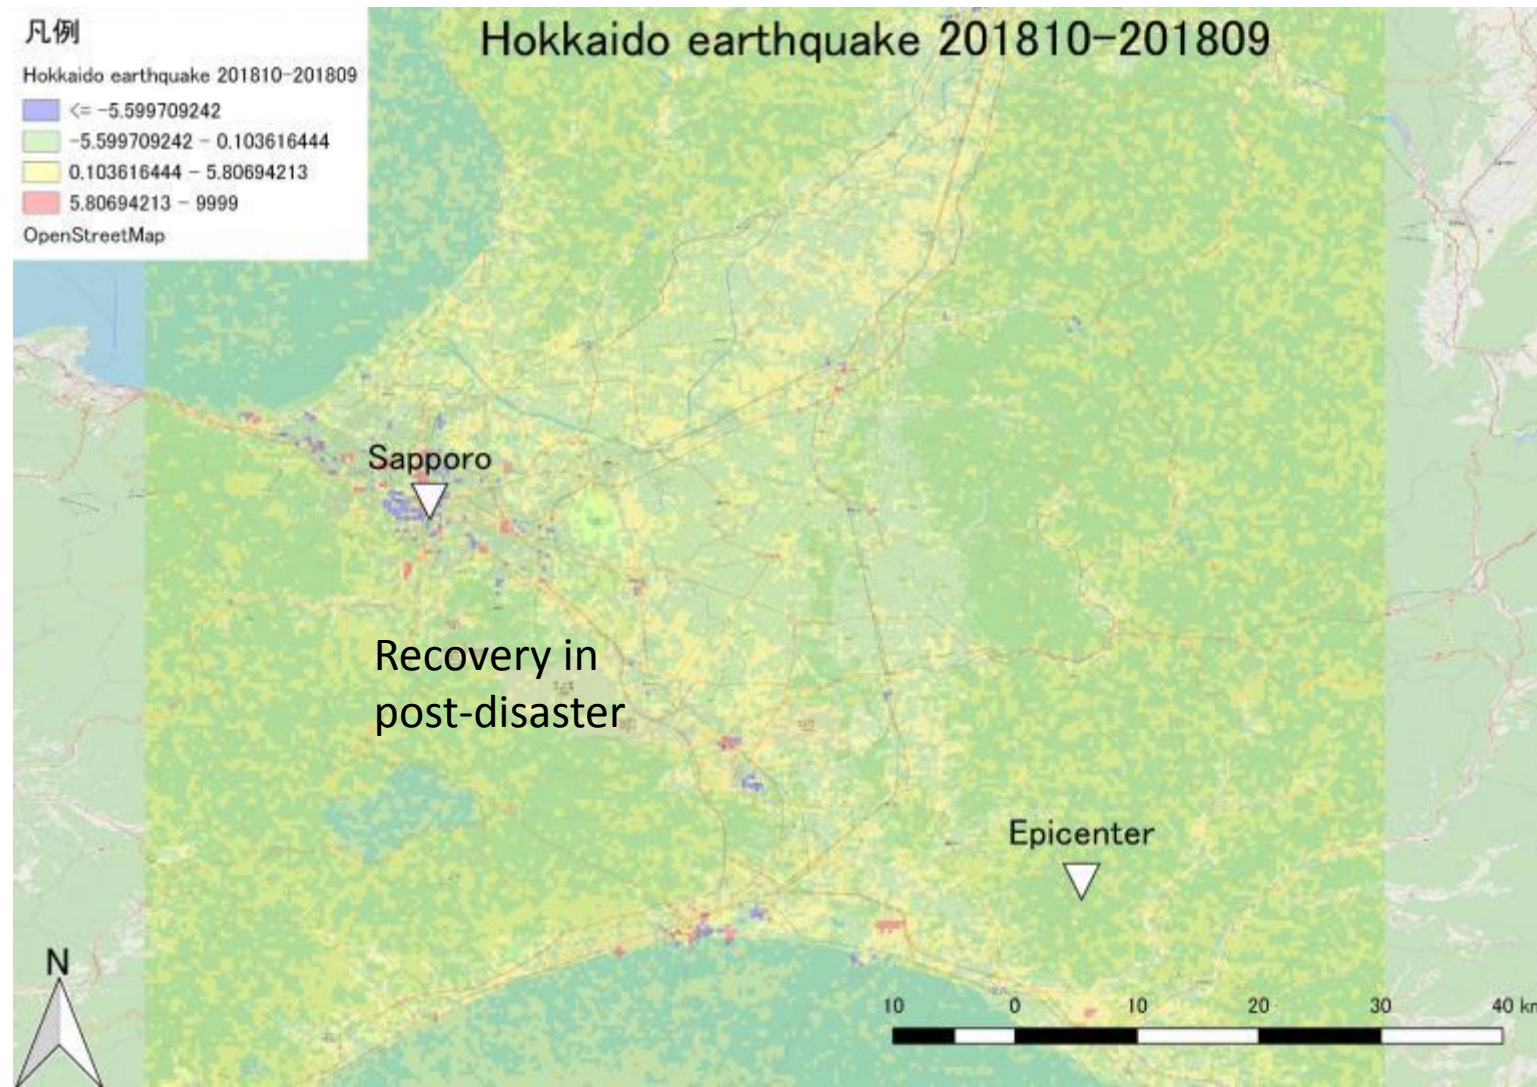 凡例
Hokkaido earthquake 201810-201809
<= -5.599709242
-5.599709242 - 0.103616444
0.103616444 - 5.80694213
5.80694213 - 9999
OpenStreetMap
Hokkaido earthquake 201810-201809
Sapporo
Recovery in
post-disaster
Epicenter
N
10 0 10 20 30 40 km